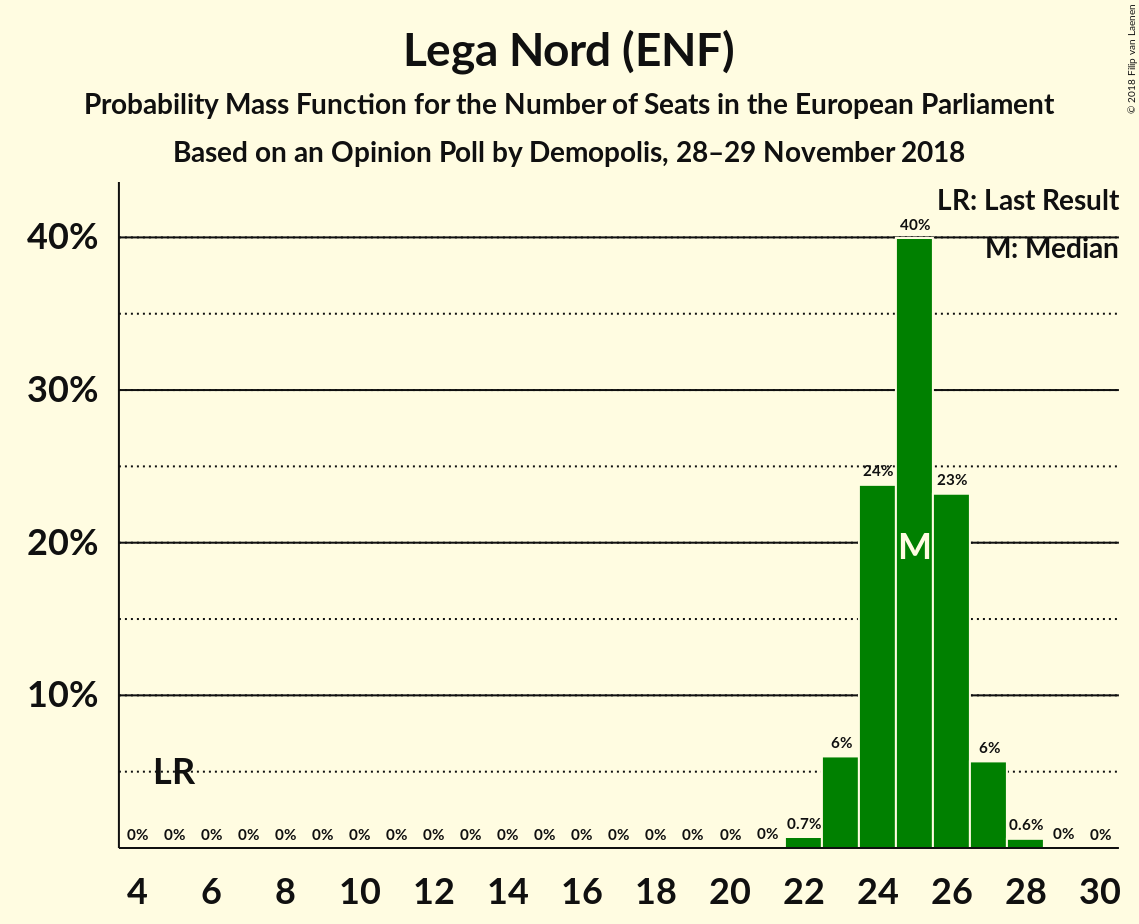 Lega Nord (ENF)
Probability Mass Function for the Number of Seats in the European Parliament
Based on an Opinion Poll by Demopolis, 28–29 November 2018
© 2018 Filip van Laenen
LR: Last Result
M: Median
40%
30%
20%
10%
40%
24%
23%
M
6%
6%
LR
0% 0% 0% 0% 0% 0% 0% 0% 0% 0% 0% 0% 0% 0% 0% 0% 0% 0% 0.7% 0.6% 0% 0%
4 6 8 10 12 14 16 18 20 22 24 26 28 30